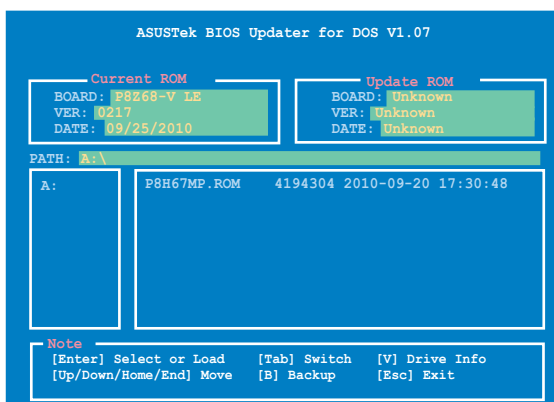 ASUSTek BIOS Updater for DOS V1.07
Current ROM
BOARD: P8Z68-V LE
VER: 0217
DATE: 09/25/2010
Update ROM
BOARD: Unknown
VER: Unknown
DATE: Unknown
PATH: A:\
A:
P8H67MP.ROM 4194304 2010-09-20 17:30:48
Note
[Enter] Select or Load [Tab] Switch [V] Drive Info
[Up/Down/Home/End] Move [B] Backup [Esc] Exit